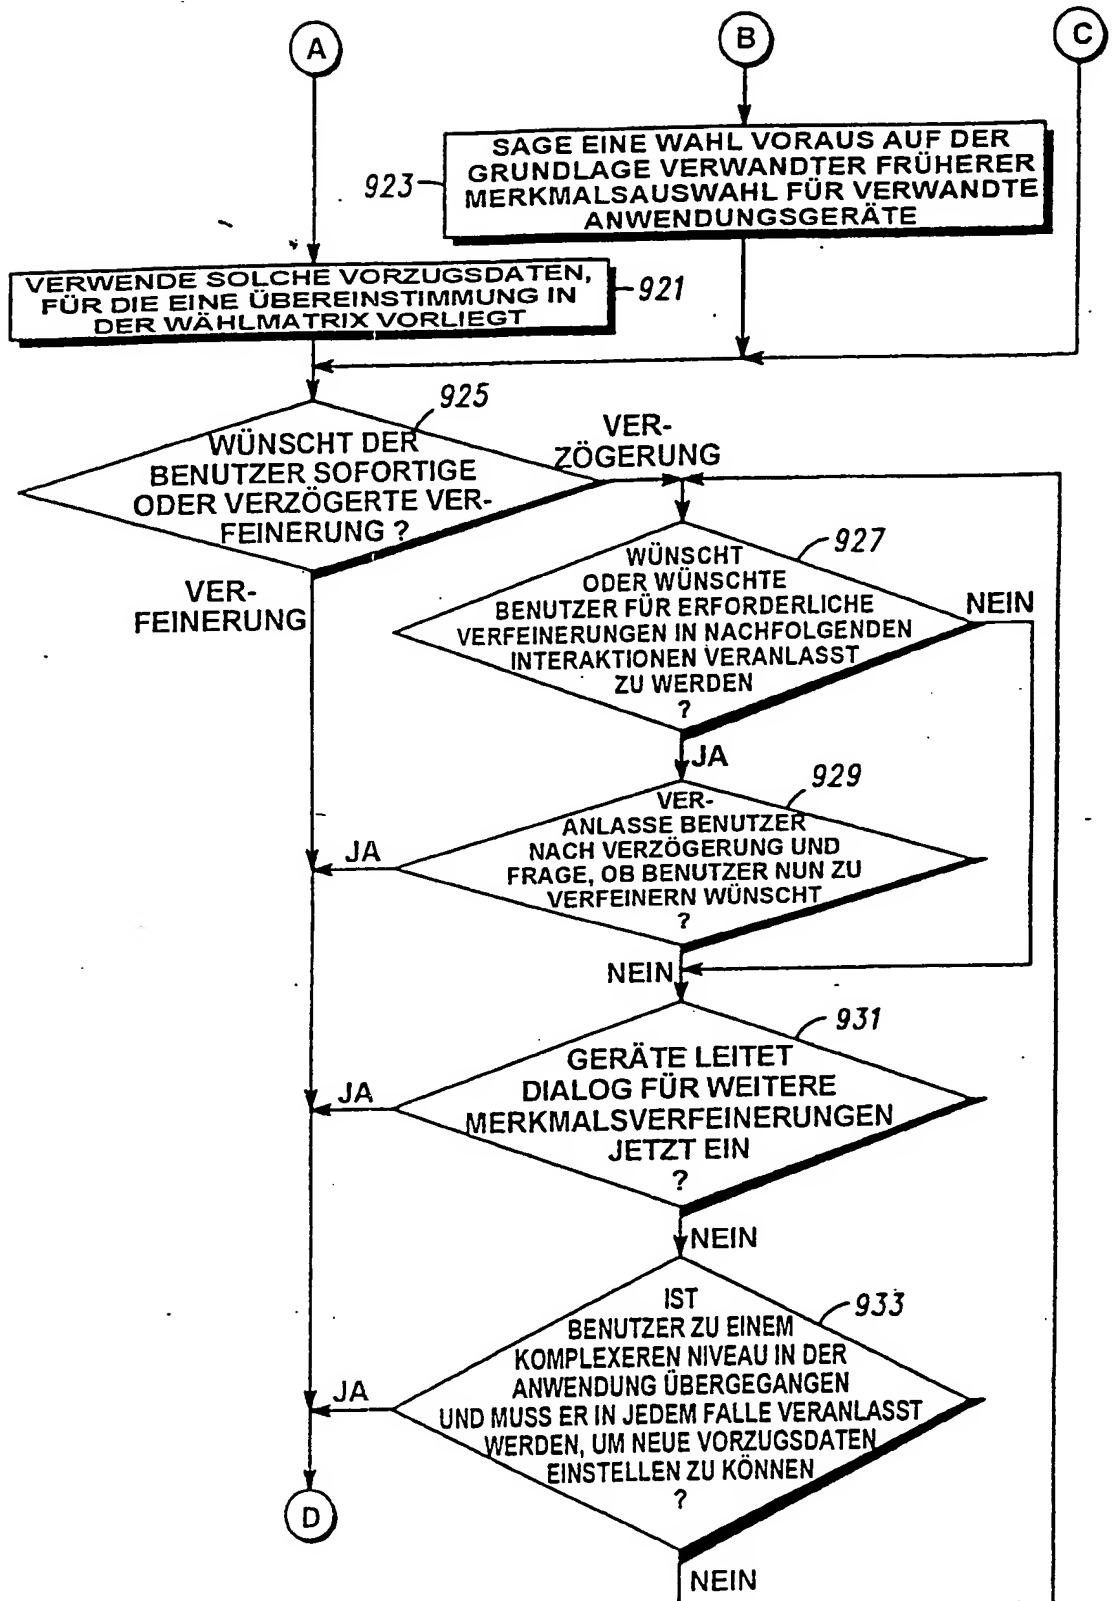 A
B
C
SAGE EINE WAHL VORAUS AUF DER
GRUNDLAGE VERWANDTER FRÜHERER
MERKMALSAUSWAHL FÜR VERWANDTE
ANWENDUNGSGERÄTE
923
VERWENDE SOLCHE VORZUGSDATEN,
FÜR DIE EINE ÜBEREINSTIMMUNG IN
DER WÄHLMATRIX VORLIEGT
921
925
WÜNSCHT DER
BENUTZER SOFORTIGE
ODER VERZÖGERTE VER-
FEINERUNG ?
VER-
ZÖGERUNG
VER-
FEINERUNG
927
WÜNSCHT
ODER WÜNSCHTE
BENUTZER FÜR ERFORDERLICHE
VERFEINERUNGEN IN NACHFOLGENDEN
INTERAKTIONEN VERANLASST
ZU WERDEN
?
NEIN
JA
929
VER-
ANLASSE BENUTZER
NACH VERZÖGERUNG UND
FRAGE, OB BENUTZER NUN ZU
VERFEINERN WÜNSCHT
?
JA
NEIN
931
GERÄTE LEITET
DIALOG FÜR WEITERE
MERKMALSVERFEINERUNGEN
JETZT EIN
?
JA
NEIN
933
IST
BENUTZER ZU EINEM
KOMPLEXEREN NIVEAU IN DER
ANWENDUNG ÜBERGEGANGEN
UND MUSS ER IN JEDEM FALLE VERANLASST
WERDEN, UM NEUE VORZUGSDATEN
EINSTELLEN ZU KÖNNEN
?
JA
D
NEIN